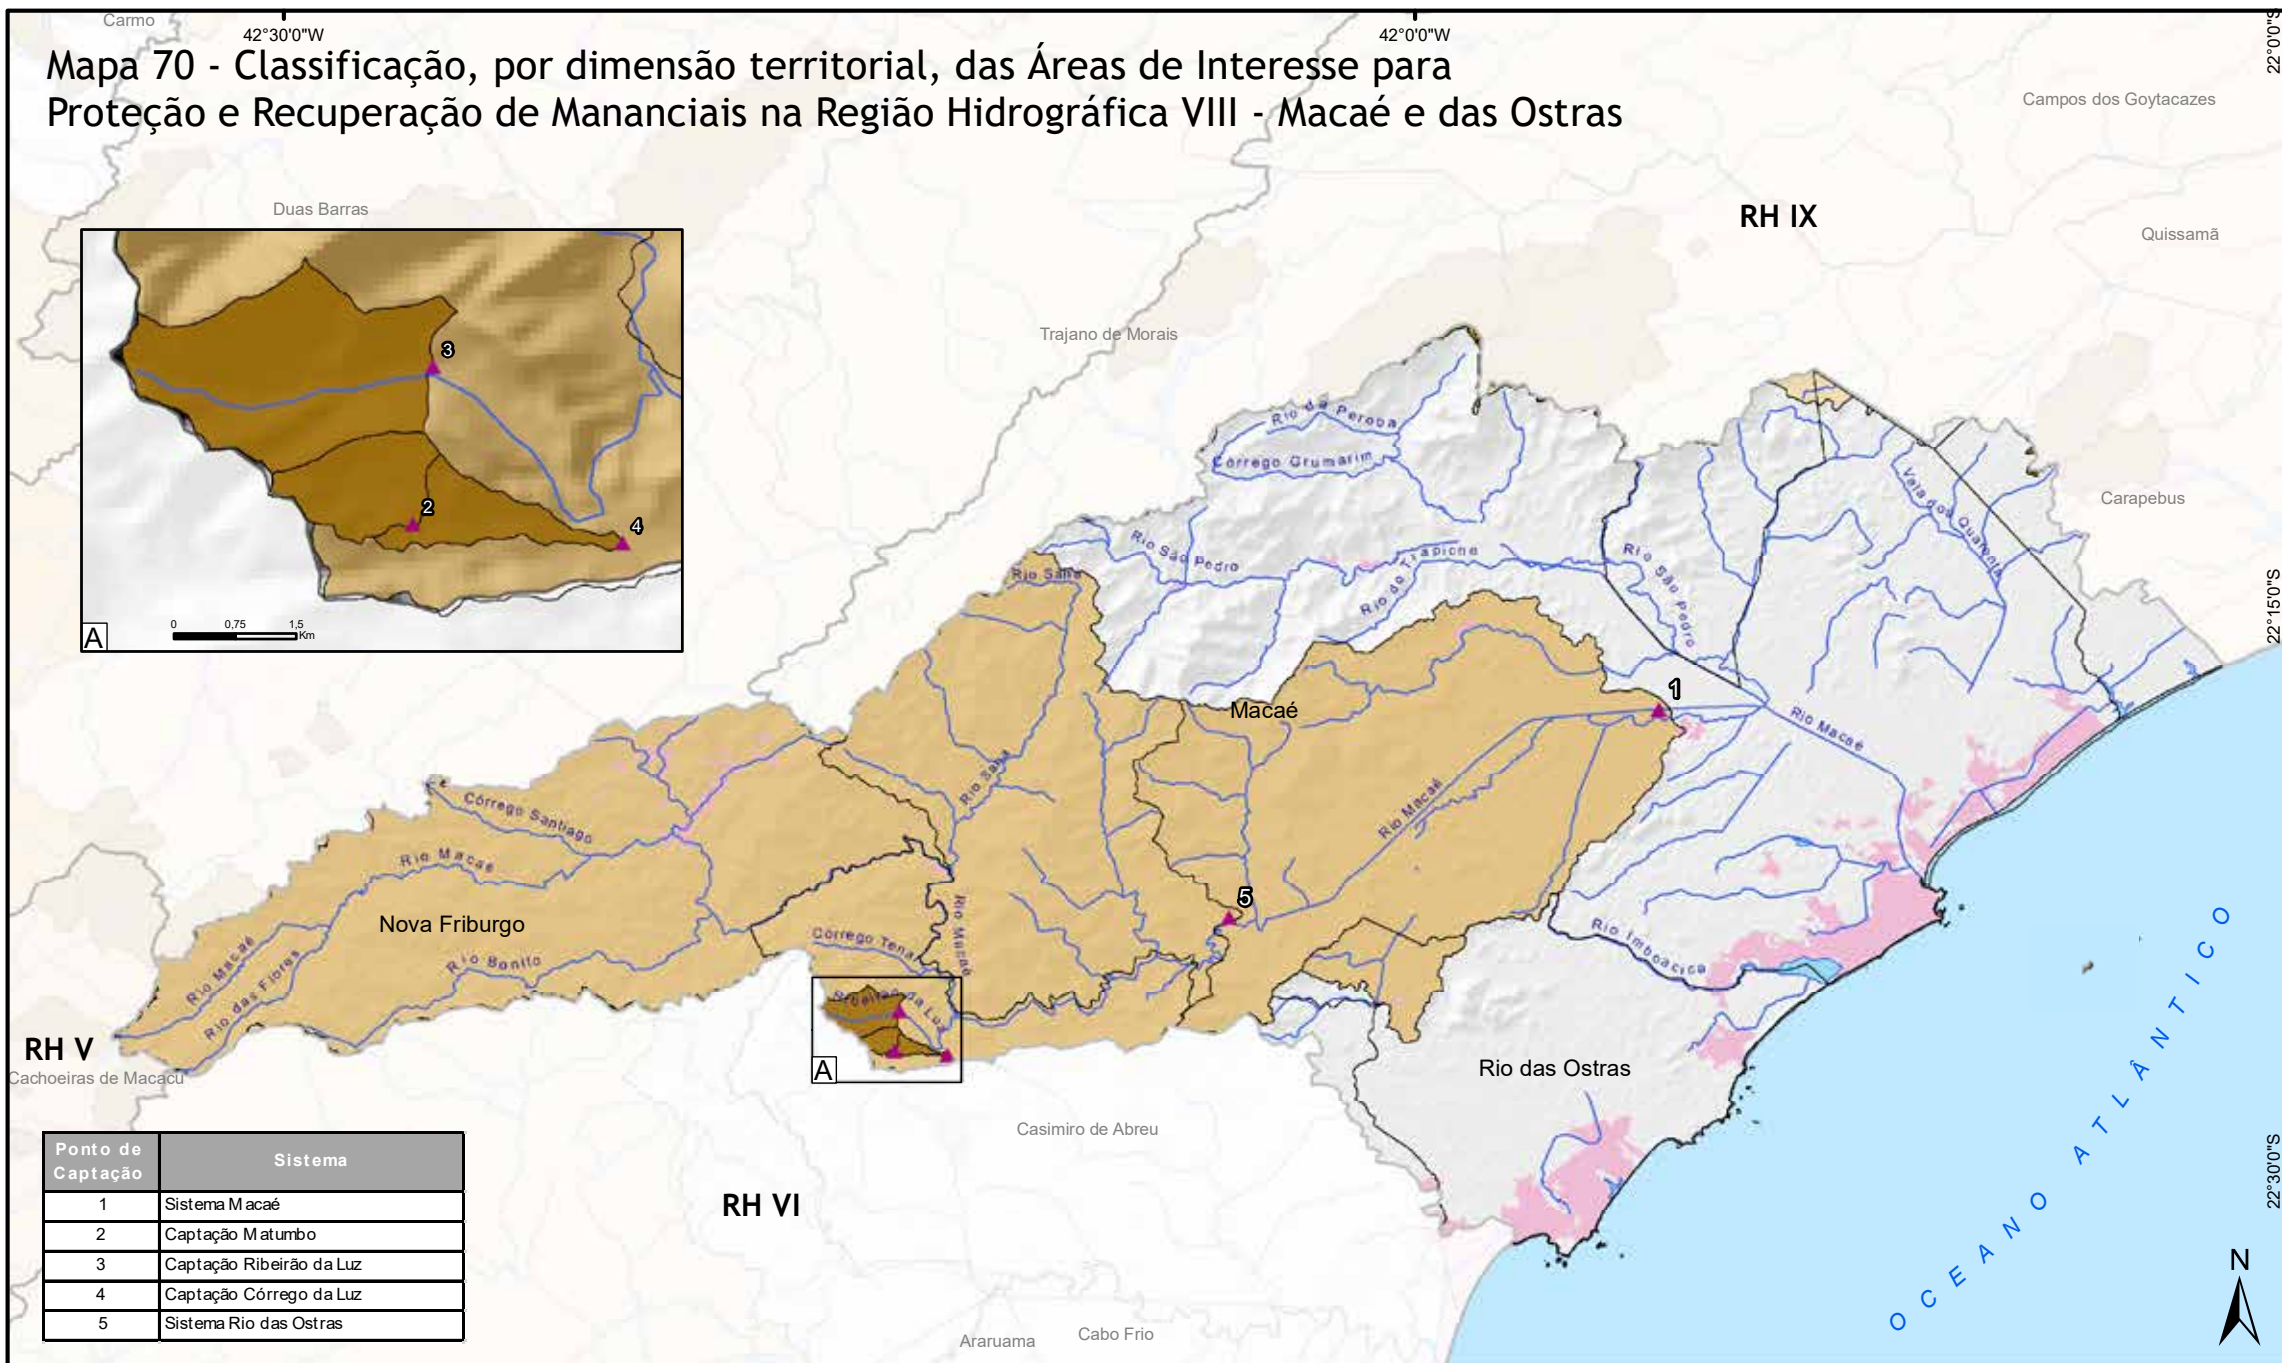 Carmo
42°30'0"W
42°0'0"W
22°0'0"S
Mapa 70 - Classificação, por dimensão territorial, das Áreas de Interesse para
Proteção e Recuperação de Mananciais na Região Hidrográfica VIII - Macaé e das Ostras
Campos dos Goytacazes
Duas Barras
RH IX
Quissamã
Trajano de Morais
3
2
4
A
0 0,75 1,5
Km
Rio da Peroba
Córrego Crumarim
Carapebus
Vala dos Quarenta
Rio São Pedro
Rio do Trapiche
Rio São Pedro
Rio Sana
22°15'0"S
1
Macaé
Rio Macaé
Rio Sana
Rio Macaé
Córrego Santiago
Rio Macaé
5
Nova Friburgo
Rio Macaé
Rio das Flores
Rio Bonito
Rio Macaé
Córrego Tena
Ribeirão da Luz
Rio Imboacica
RH V
Cachoeiras de Macacu
A
Rio das Ostras
Casimiro de Abreu
RH VI
OCEANO ATLÂNTICO
22°30'0"S
Ponto de Captação Sistema
1 Sistema Macaé
2 Captação Matumbo
3 Captação Ribeirão da Luz
4 Captação Córrego da Luz
5 Sistema Rio das Ostras
Araruama
Cabo Frio
N